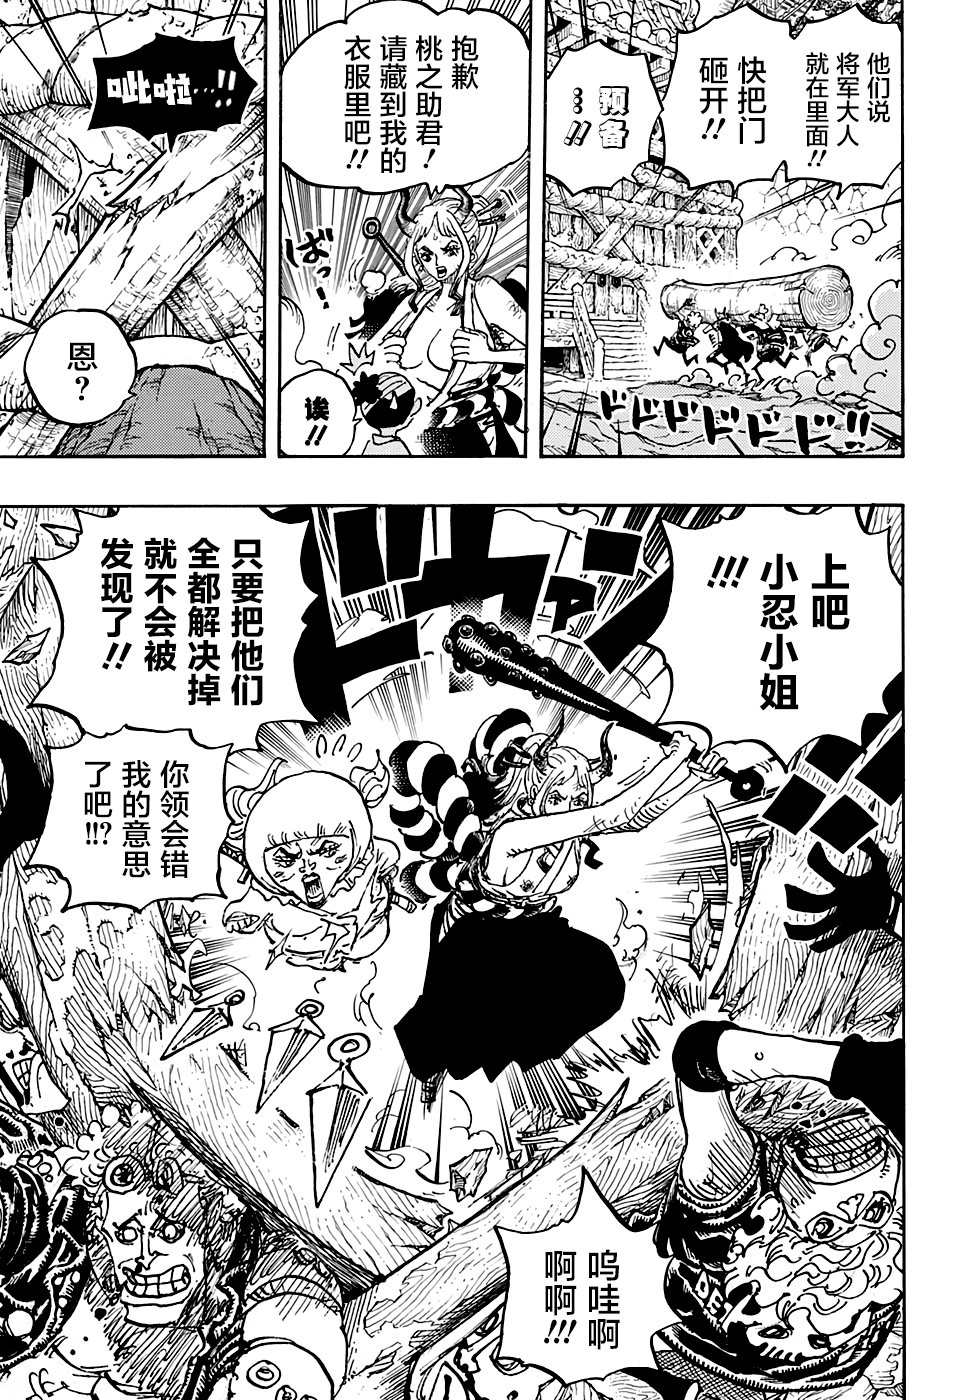 他们说
将军大人
就在里面!!
快把门
砸开!!
预备
…!!
ドドドドドドド!!
抱歉
桃之助君！
请藏到我的
衣服里吧!!
ばっ!
诶!!
呲啦…!!
恩?
上吧
小忍小姐
!!!
只要把他们
全都解决掉
就不会被
发现了!!
你领会错
我的意思
了吧!!?
呜哇啊
啊啊!!!